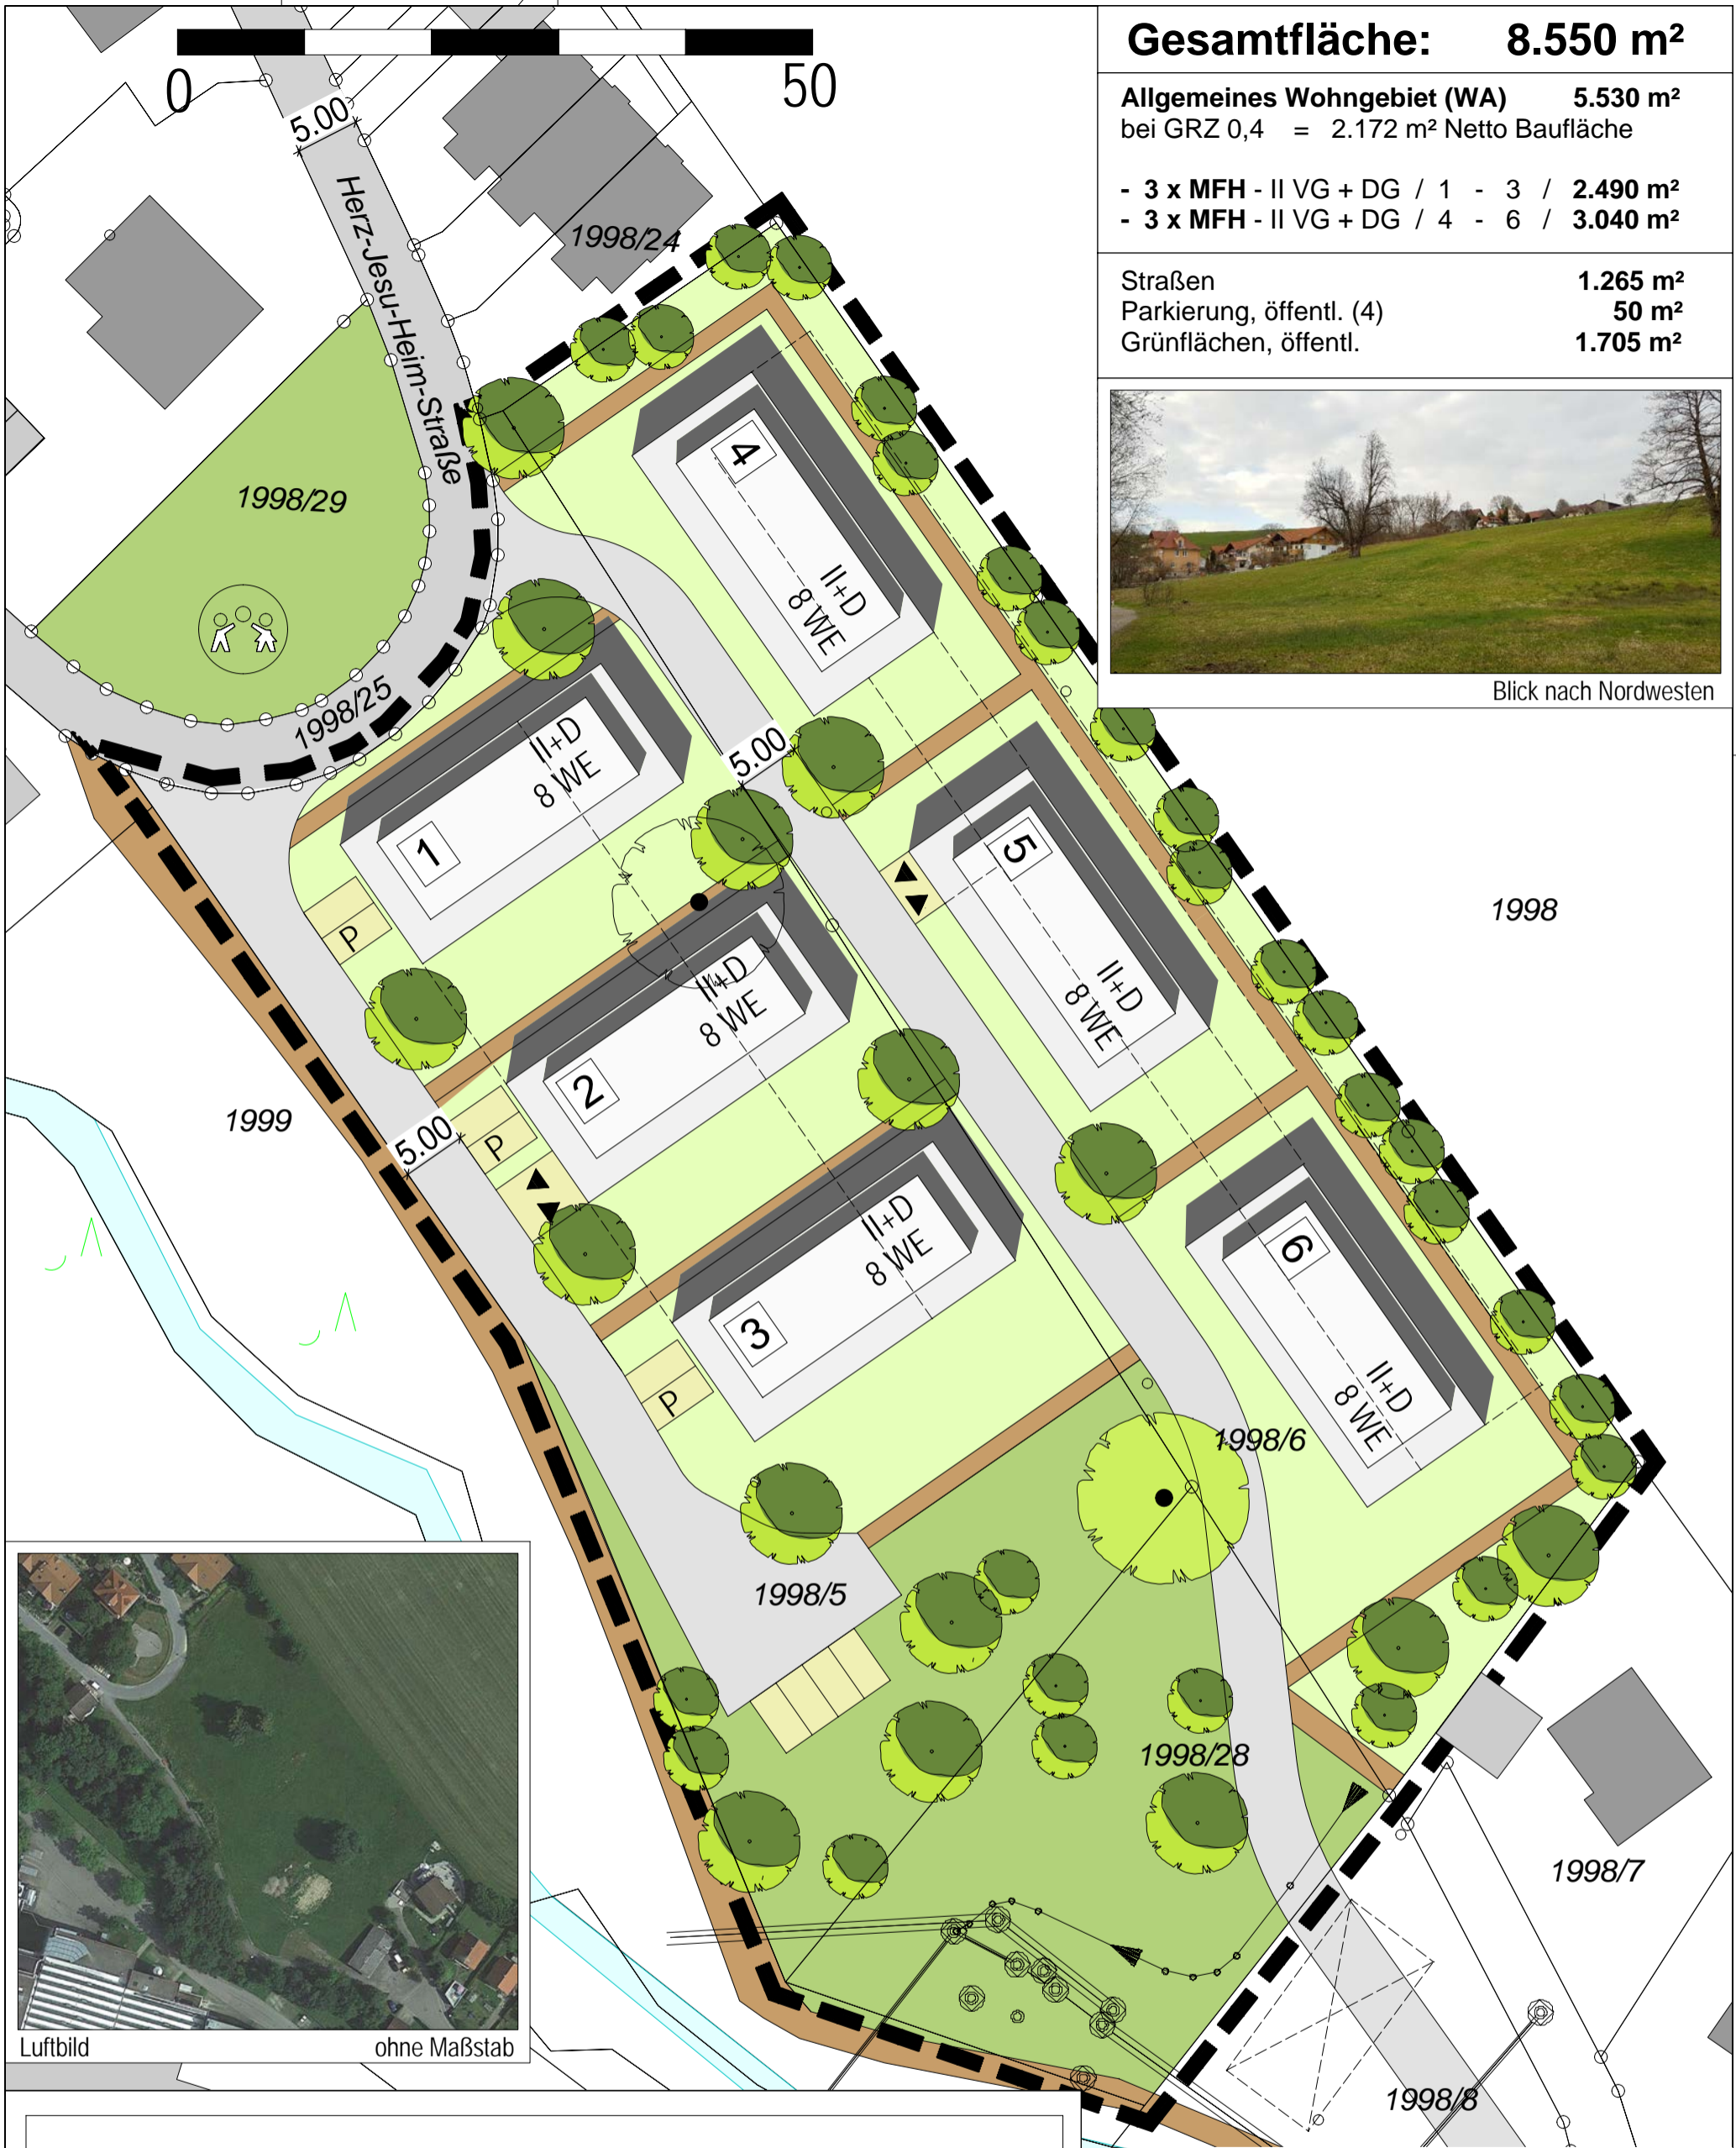 0
50
Gesamtfläche: 8.550 m²
Allgemeines Wohngebiet (WA) 5.530 m²
bei GRZ 0,4 = 2.172 m² Netto Baufläche
- 3 x MFH - II VG + DG / 1 - 3 / 2.490 m²
- 3 x MFH - II VG + DG / 4 - 6 / 3.040 m²
Straßen 1.265 m²
Parkierung, öffentl. (4) 50 m²
Grünflächen, öffentl. 1.705 m²
Blick nach Nordwesten
5.00
Herz-Jesu-Heim-Straße
1998/24
1998/29
1998/25
4
II+D
8 WE
1
II+D
8 WE
P
5.00
5
II+D
8 WE
1998
2
II+D
8 WE
P
1999
5.00
3
II+D
8 WE
P
6
II+D
8 WE
1998/6
1998/5
1998/28
1998/7
1998/8
Luftbild ohne Maßstab